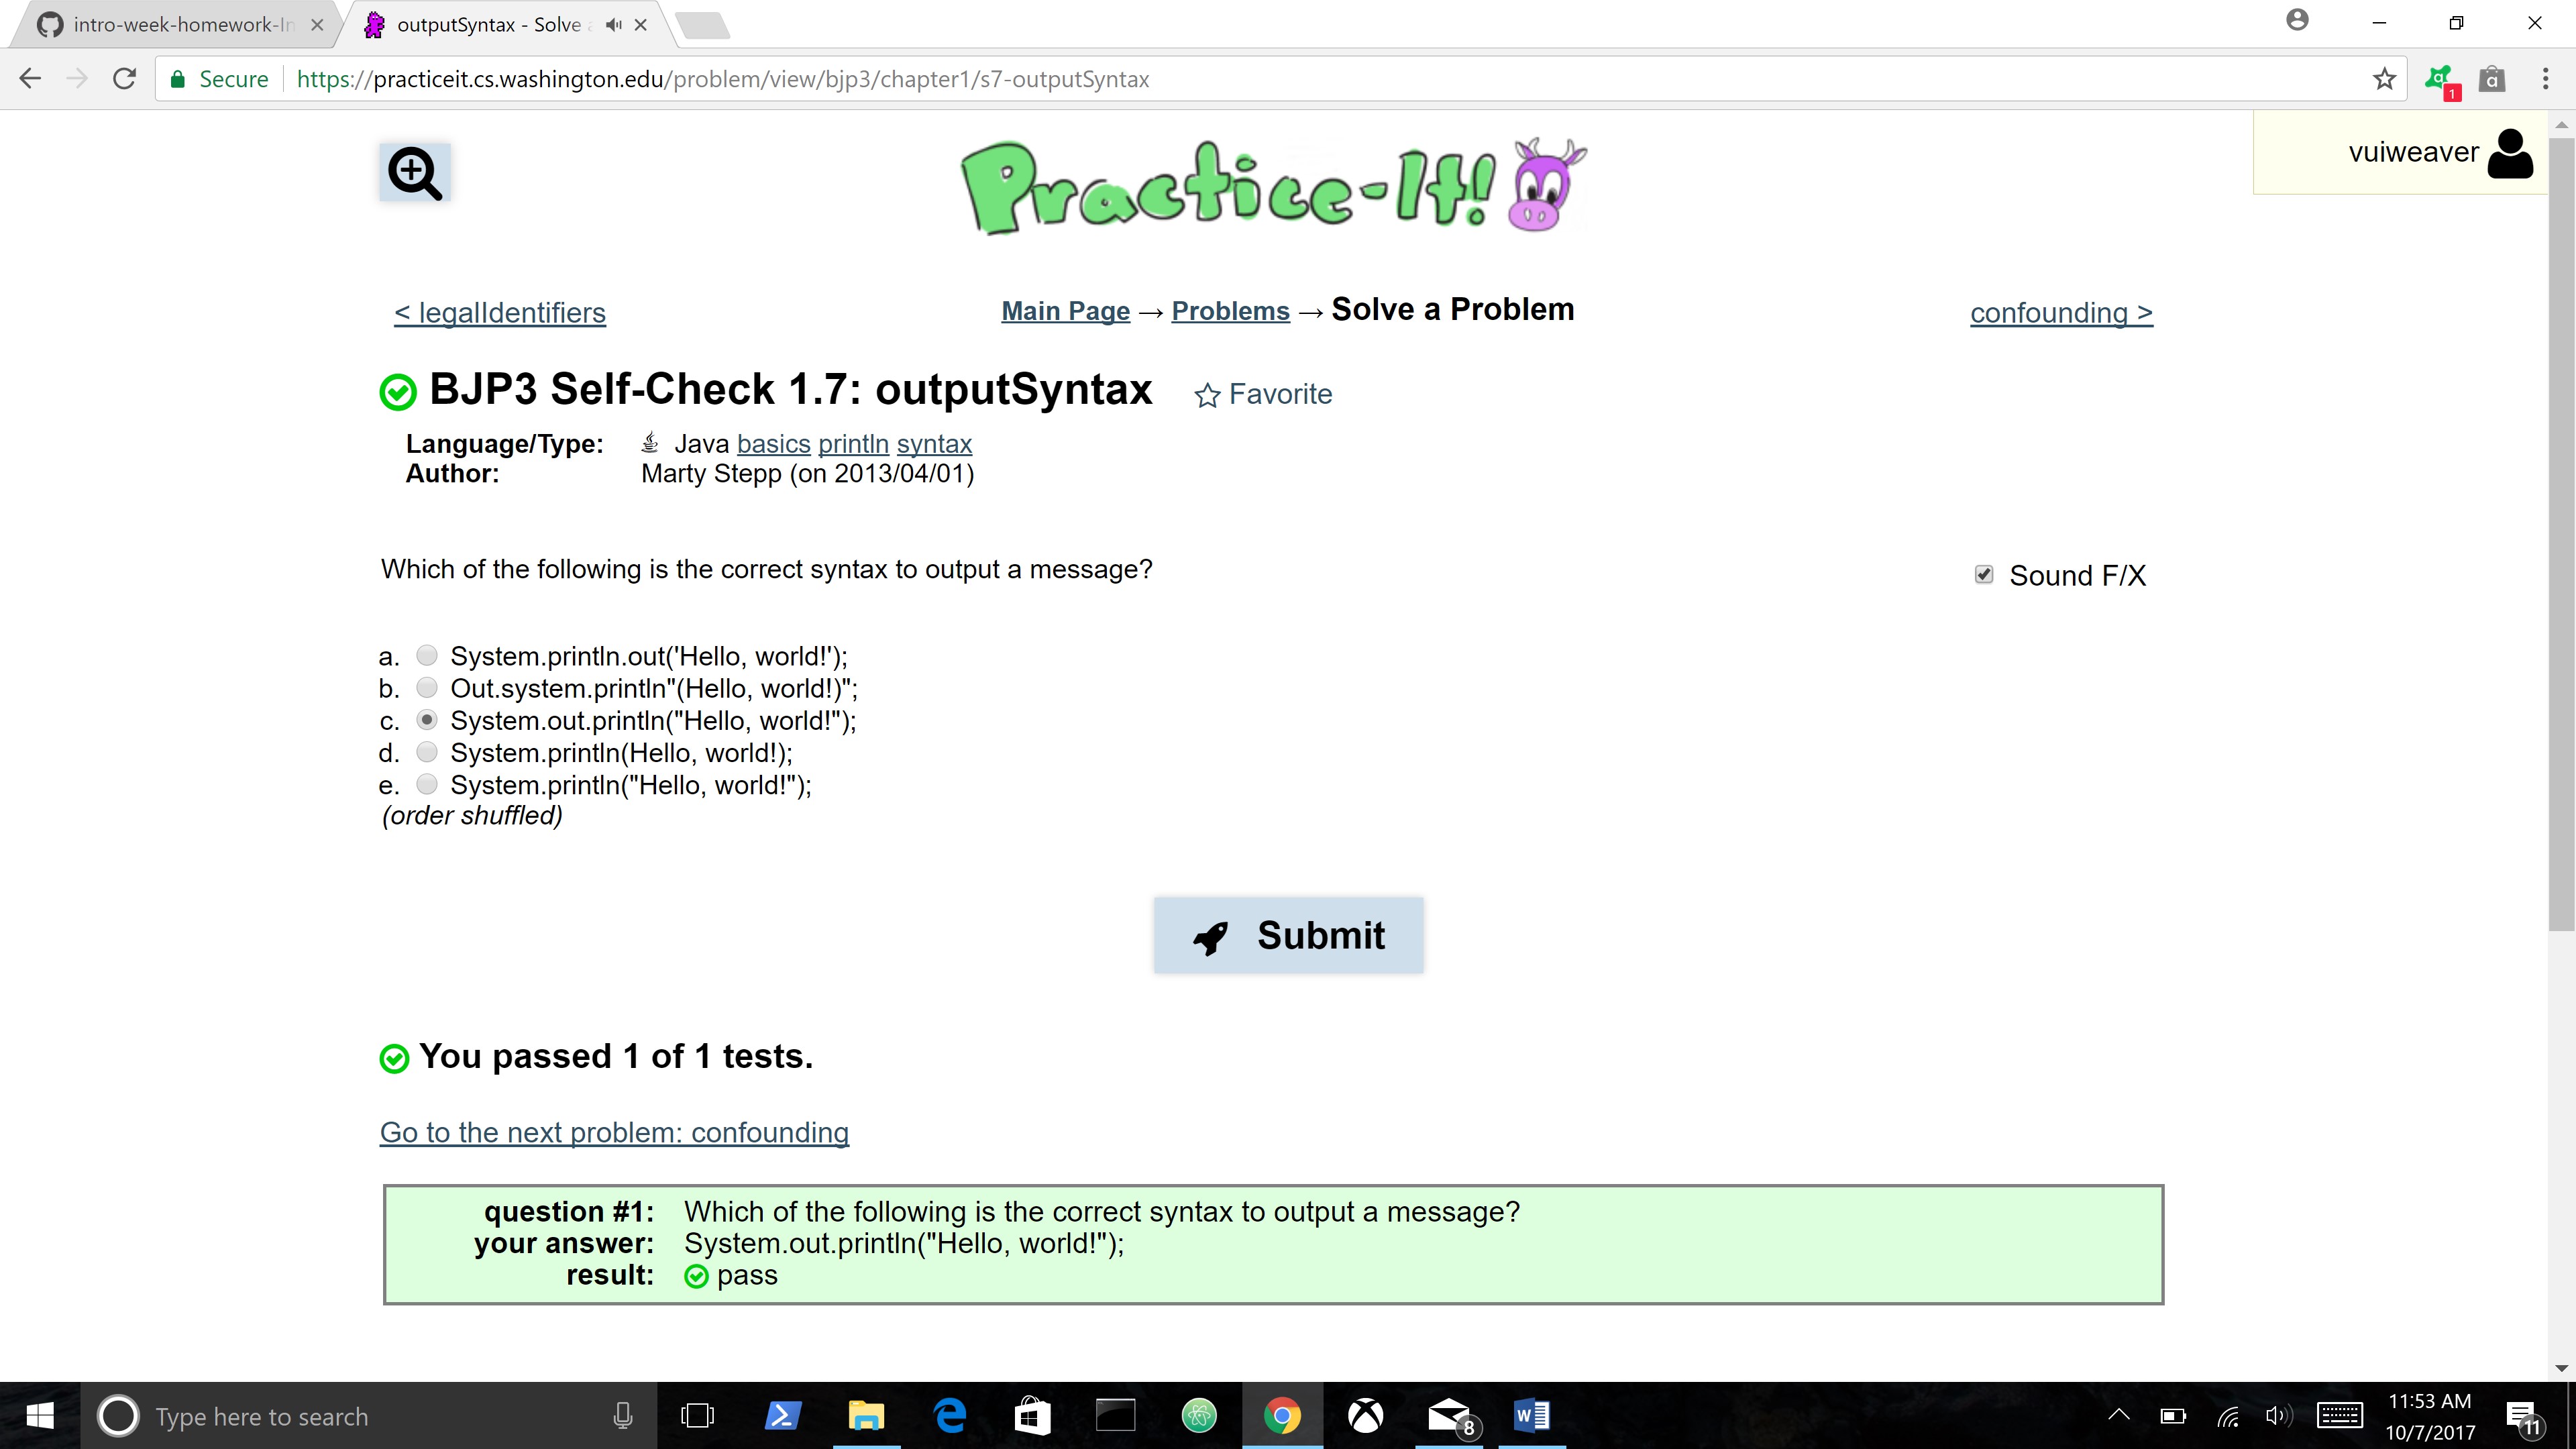 intro-week-homework-In
outputSyntax - Solve a
Secure
https://practiceit.cs.washington.edu/problem/view/bjp3/chapter1/s7-outputSyntax
1
a
a
Practice-It!
vuiweaver
< legalIdentifiers
Main Page → Problems → Solve a Problem
confounding >
BJP3 Self-Check 1.7: outputSyntax
Favorite
Language/Type: Java basics println syntax
Author: Marty Stepp (on 2013/04/01)
Which of the following is the correct syntax to output a message?
Sound F/X
a. System.println.out('Hello, world!');
b. Out.system.println"(Hello, world!)";
c. System.out.println("Hello, world!");
d. System.println(Hello, world!);
e. System.println("Hello, world!");
(order shuffled)
Submit
You passed 1 of 1 tests.
Go to the next problem: confounding
question #1: Which of the following is the correct syntax to output a message?
your answer: System.out.println("Hello, world!");
result: pass
Type here to search
8
W
11:53 AM
10/7/2017
11